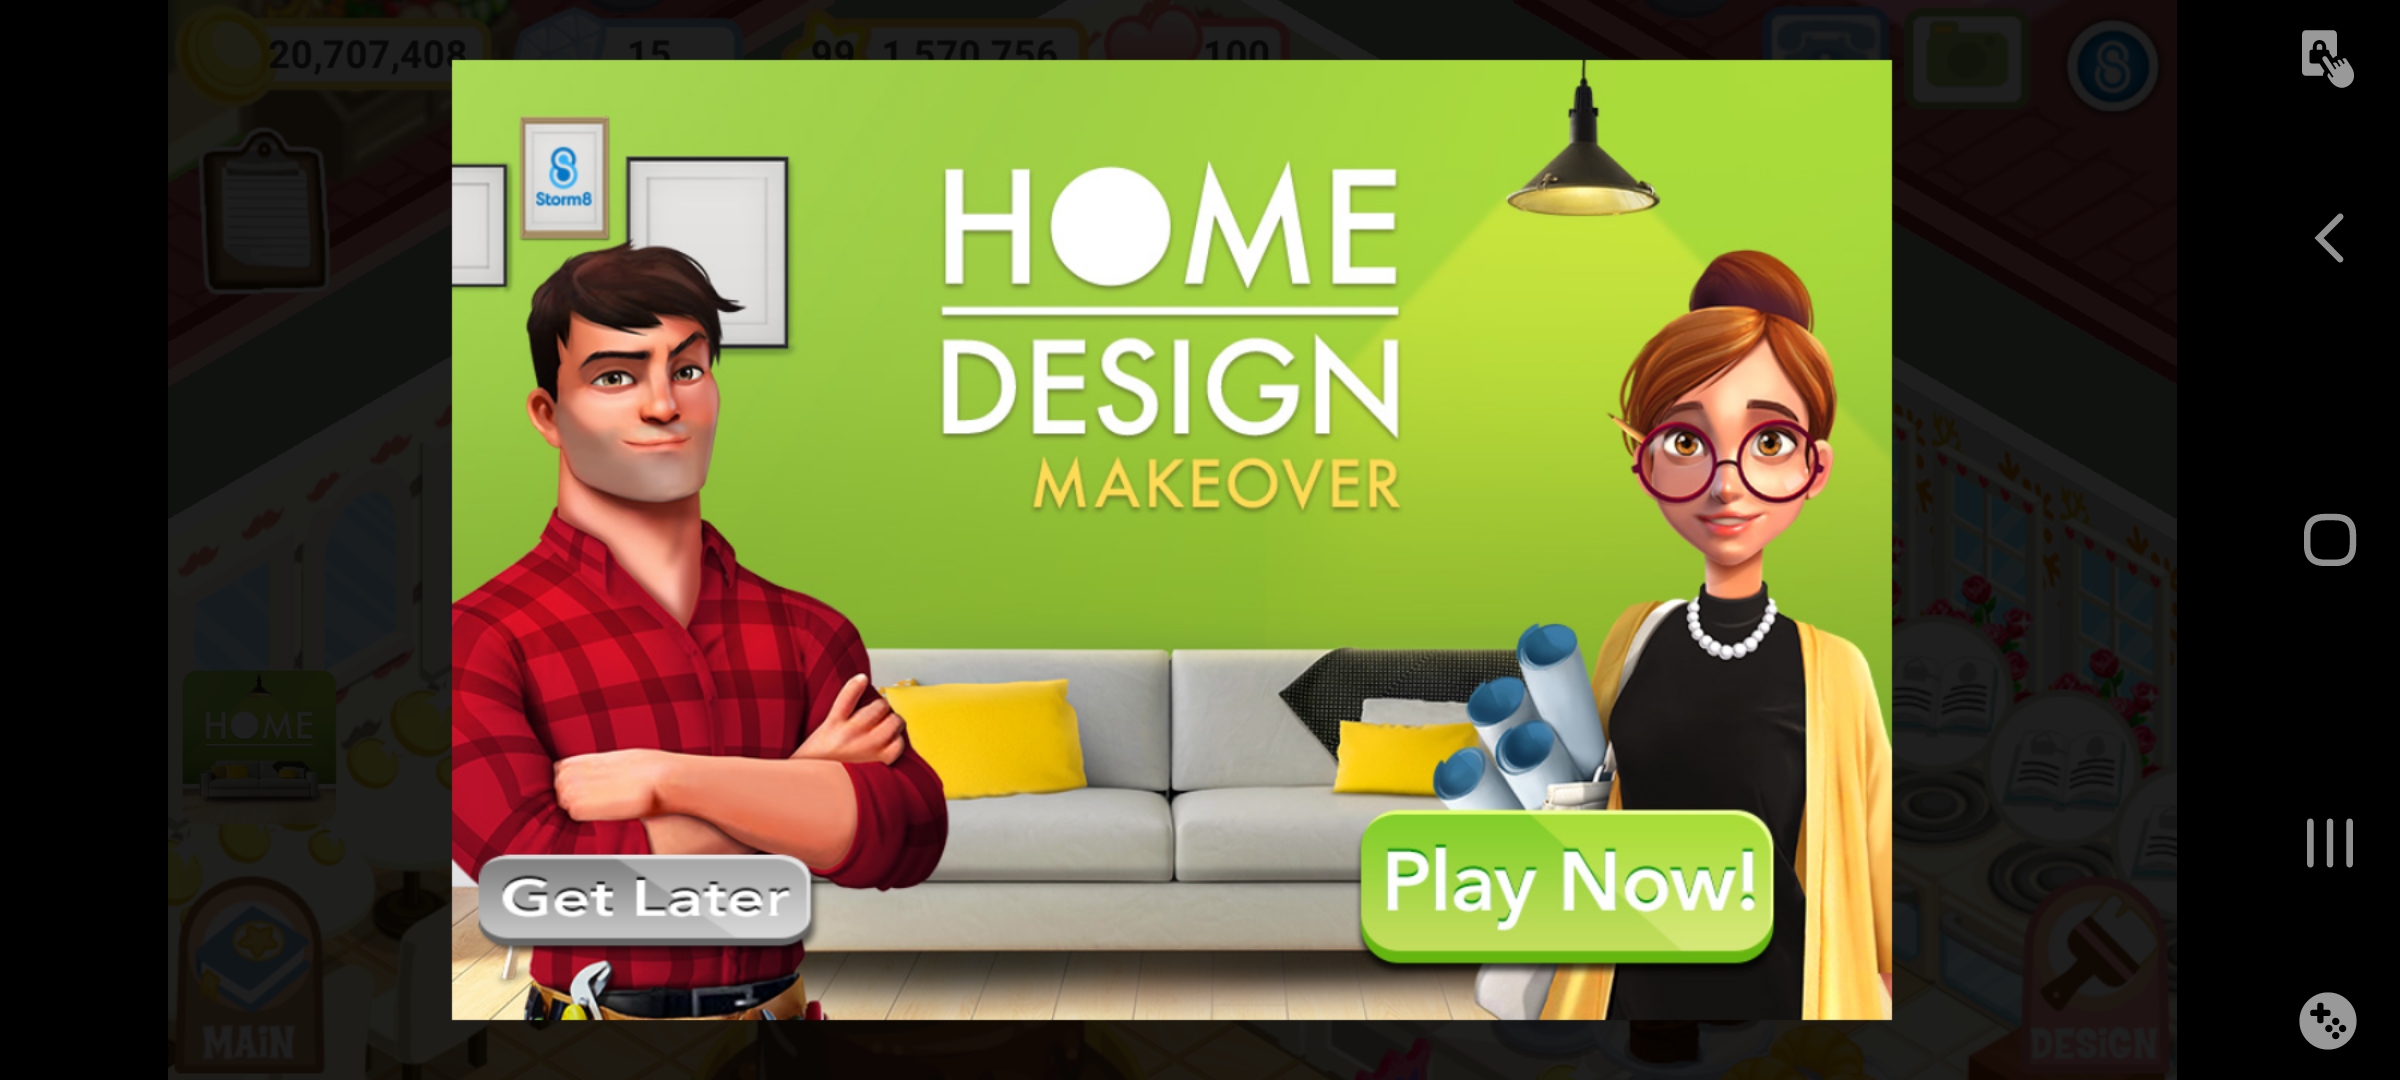 20,707,408
15
99 1,570,756
100
Storm8
HOME
DESIGN
MAKEOVER
HOME
Get Later
Play Now!
MAiN
DESiGN